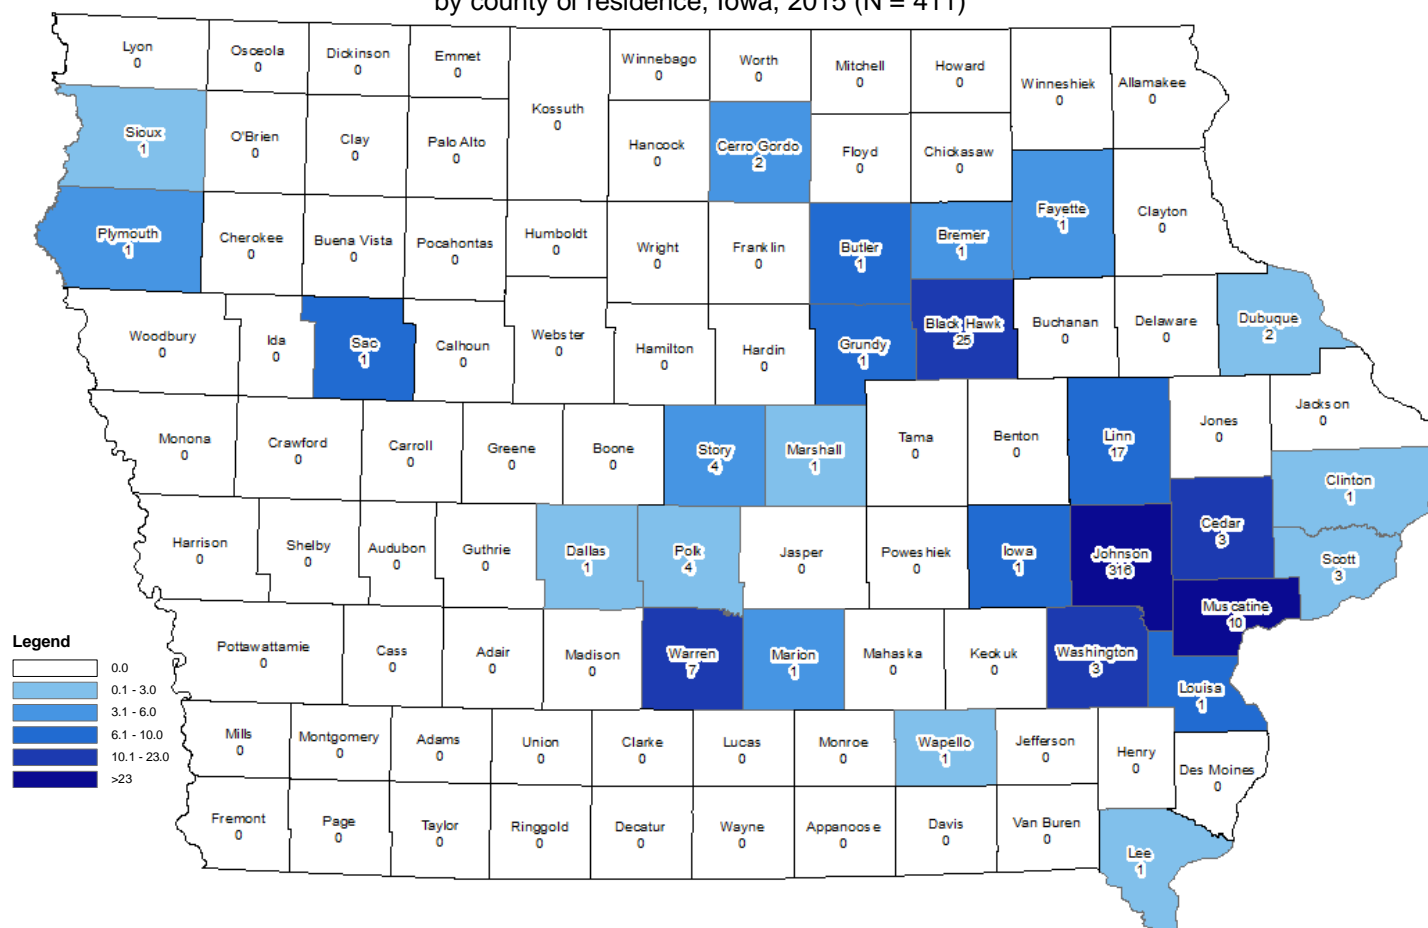 by county of residence, Iowa, 2015 (N = 411)
Lyon
0
Osceola
0
Dickinson
0
Emmet
0
Kossuth
0
Winnebago
0
Worth
0
Mitchell
0
Howard
0
Winneshiek
0
Allamakee
0
Sioux
1
O'Brien
0
Clay
0
Palo Alto
0
Hancock
0
Cerro Gordo
2
Floyd
0
Chickasaw
0
Fayette
1
Clayton
0
Plymouth
1
Cherokee
0
Buena Vista
0
Pocahontas
0
Humboldt
0
Wright
0
Franklin
0
Butler
1
Bremer
1
Woodbury
0
Ida
0
Sac
1
Calhoun
0
Webster
0
Hamilton
0
Hardin
0
Grundy
1
Black Hawk
25
Buchanan
0
Delaware
0
Dubuque
2
Monona
0
Crawford
0
Carroll
0
Greene
0
Boone
0
Story
4
Marshall
1
Tama
0
Benton
0
Linn
17
Jones
0
Jackson
0
Clinton
1
Harrison
0
Shelby
0
Audubon
0
Guthrie
0
Dallas
1
Polk
4
Jasper
0
Poweshiek
0
Iowa
1
Johnson
316
Cedar
3
Scott
3
Muscatine
10
Pottawattamie
0
Cass
0
Adair
0
Madison
0
Warren
7
Marion
1
Mahaska
0
Keokuk
0
Washington
3
Louisa
1
Mills
0
Montgomery
0
Adams
0
Union
0
Clarke
0
Lucas
0
Monroe
0
Wapello
1
Jefferson
0
Henry
0
Des Moines
0
Fremont
0
Page
0
Taylor
0
Ringgold
0
Decatur
0
Wayne
0
Appanoose
0
Davis
0
Van Buren
0
Lee
1
Legend
0.0
0.1 - 3.0
3.1 - 6.0
6.1 - 10.0
10.1 - 23.0
>23